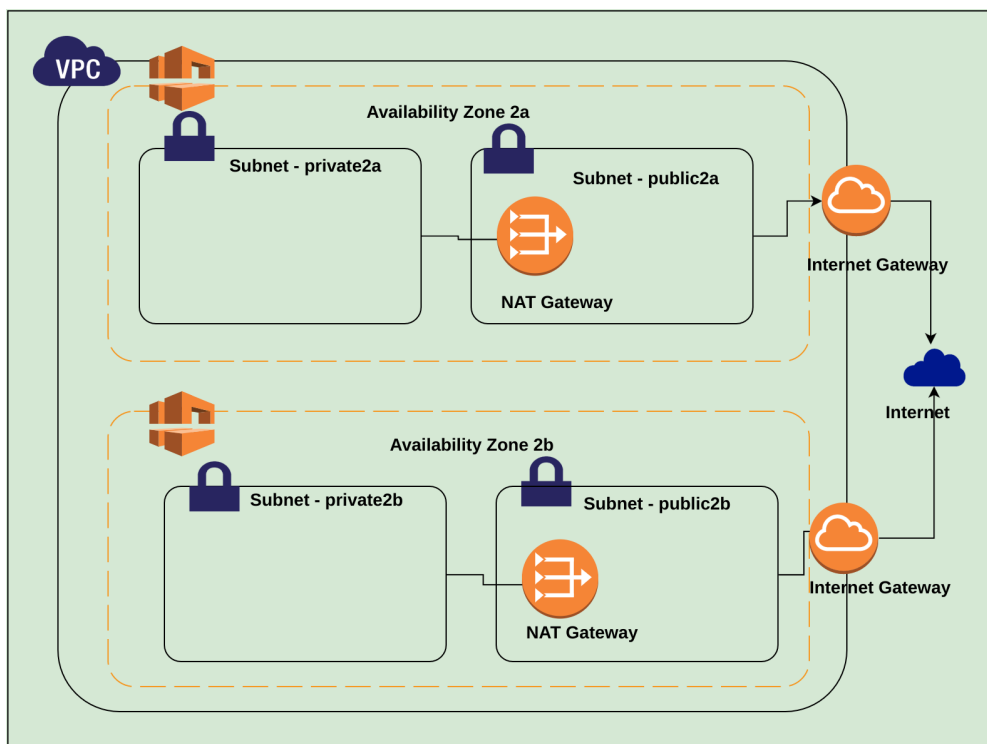 VPC
Availability Zone 2a
Subnet - private2a
Subnet - public2a
NAT Gateway
Internet Gateway
Internet
Availability Zone 2b
Subnet - private2b
Subnet - public2b
NAT Gateway
Internet Gateway